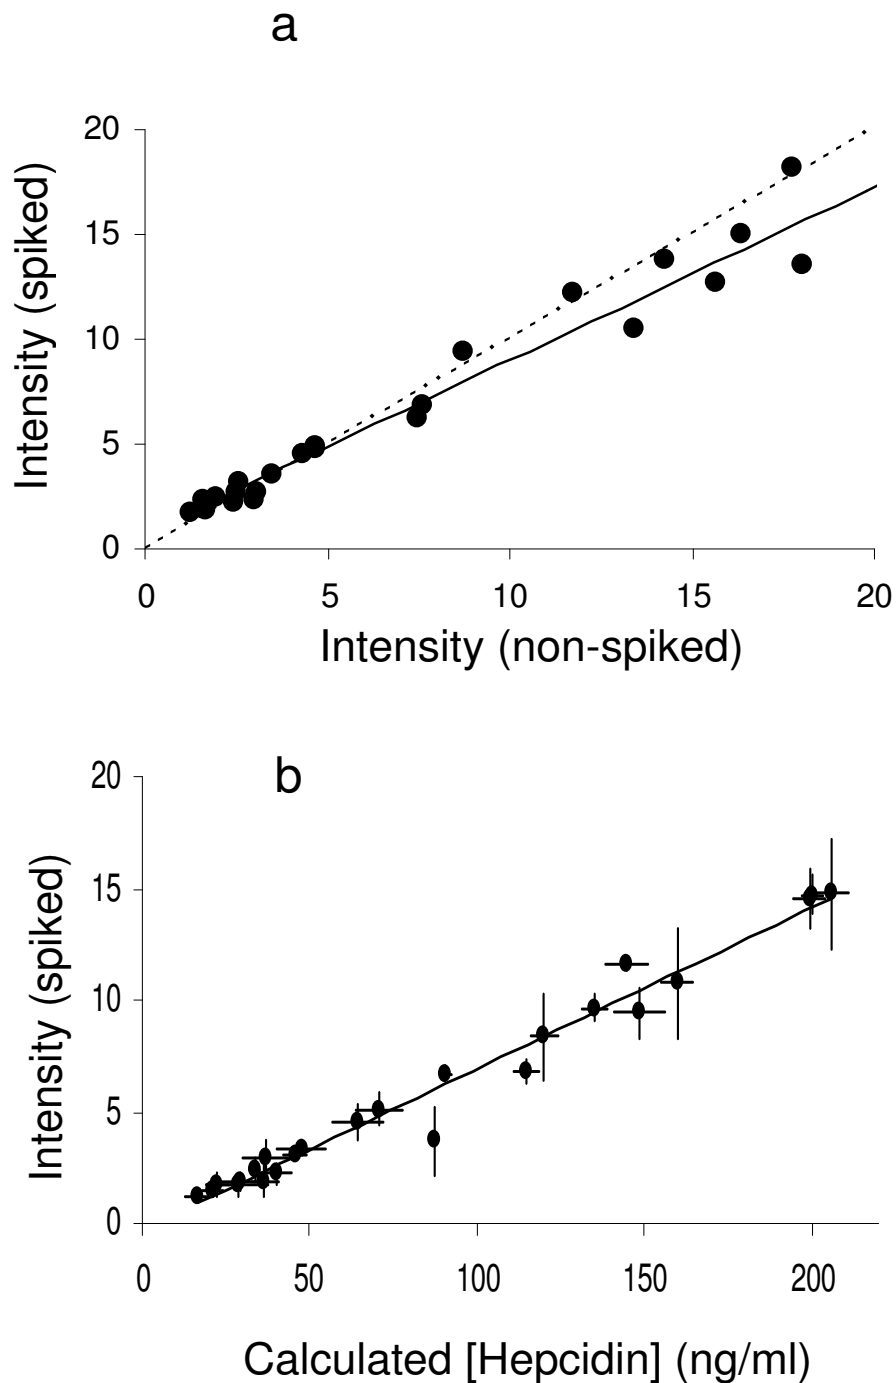 a
20
15
10
5
0
Intensity (spiked)
0 5 10 15 20
Intensity (non-spiked)
b
20
15
10
5
0
Intensity (spiked)
0 50 100 150 200
Calculated [Hepcidin] (ng/ml)